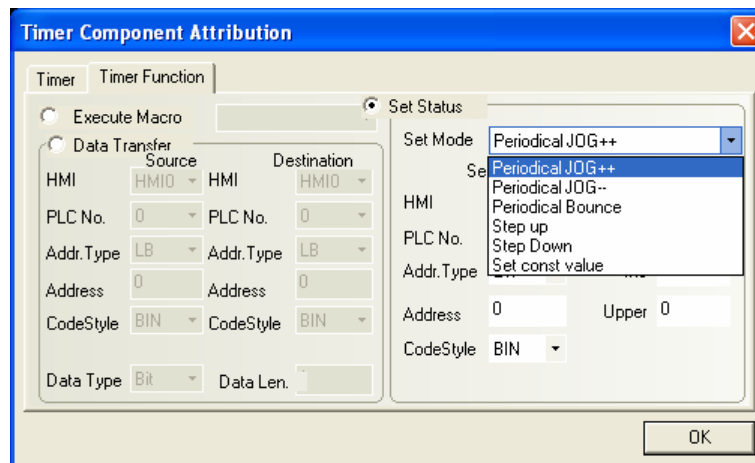 Timer Component Attribution
Timer Timer Function
Execute Macro
Data Transfer
Source Destination
HMI HMI0 HMI HMI0
PLC No. 0 PLC No. 0
Addr.Type LB Addr.Type LB
Address 0 Address 0
CodeStyle BIN CodeStyle BIN
Data Type Bit Data Len.
Set Status
Set Mode Periodical JOG++
Periodical JOG++
Periodical JOG--
Periodical Bounce
Step up
Step Down
Set const value
HMI
PLC No.
Addr.Type
Address 0 Upper 0
CodeStyle BIN
OK